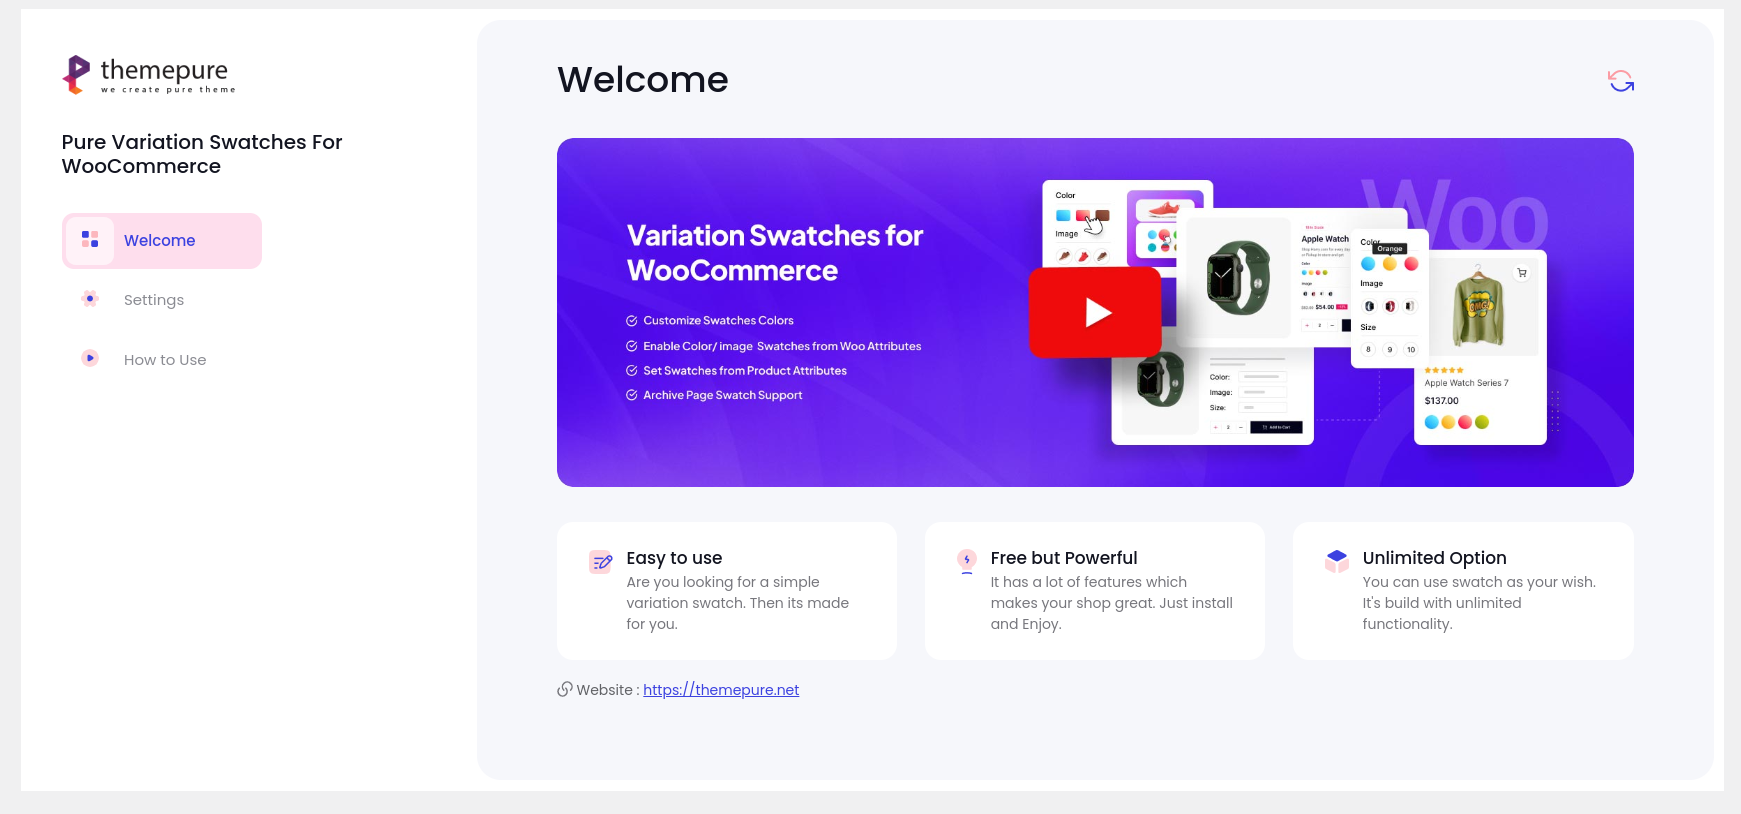 themepure
we create pure theme
Pure Variation Swatches For
WooCommerce
Welcome
Settings
How to Use
Welcome
Variation Swatches for
WooCommerce
Customize Swatches Colors
Enable Color/ image Swatches from Woo Attributes
Set Swatches from Product Attributes
Archive Page Swatch Support
Woo
Color
Image
Apple Watch
Color
Orange
Image
Size
8 9 10
$54.00
Color:
Image:
Size:
Add to Cart
Apple Watch Series 7
$137.00
Easy to use
Are you looking for a simple
variation swatch. Then its made
for you.
Free but Powerful
It has a lot of features which
makes your shop great. Just install
and Enjoy.
Unlimited Option
You can use swatch as your wish.
It's build with unlimited
functionality.
Website : https://themepure.net